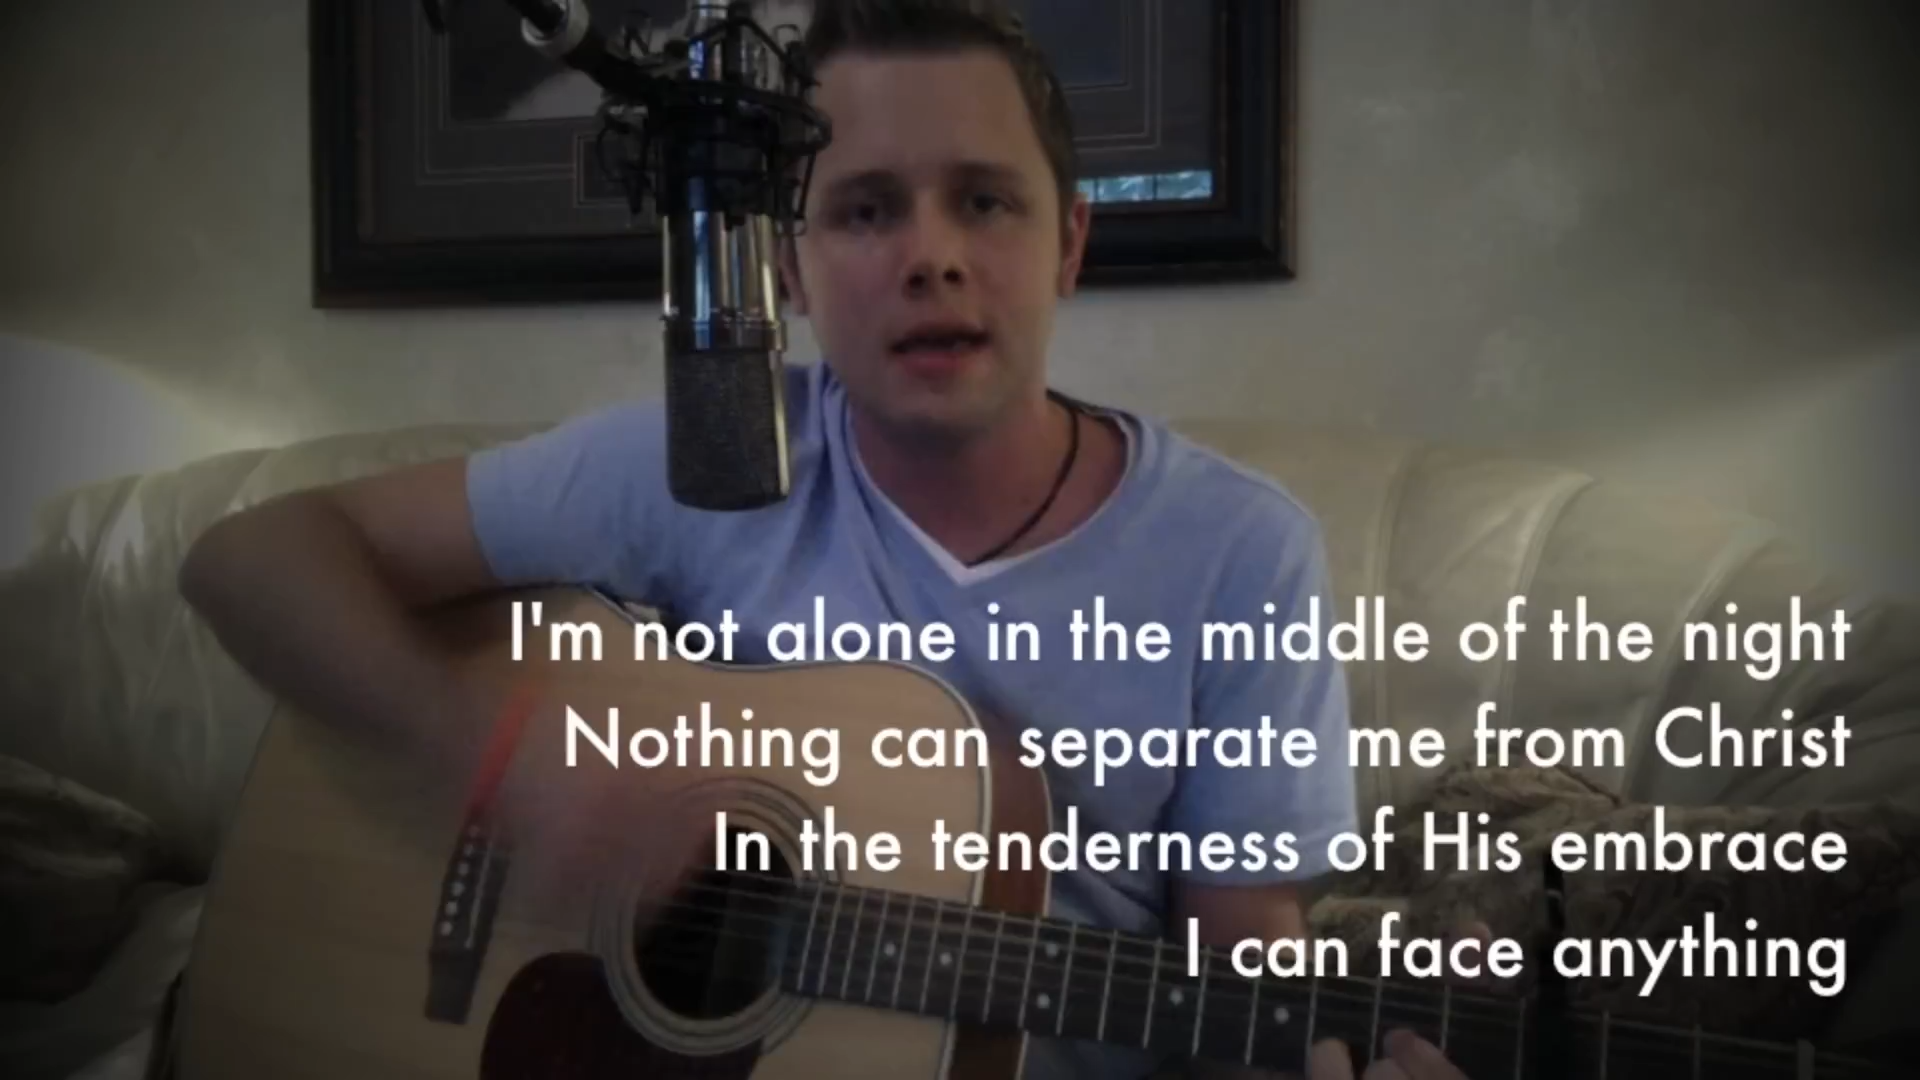 I'm not alone in the middle of the night
Nothing can separate me from Christ
In the tenderness of His embrace
I can face anything